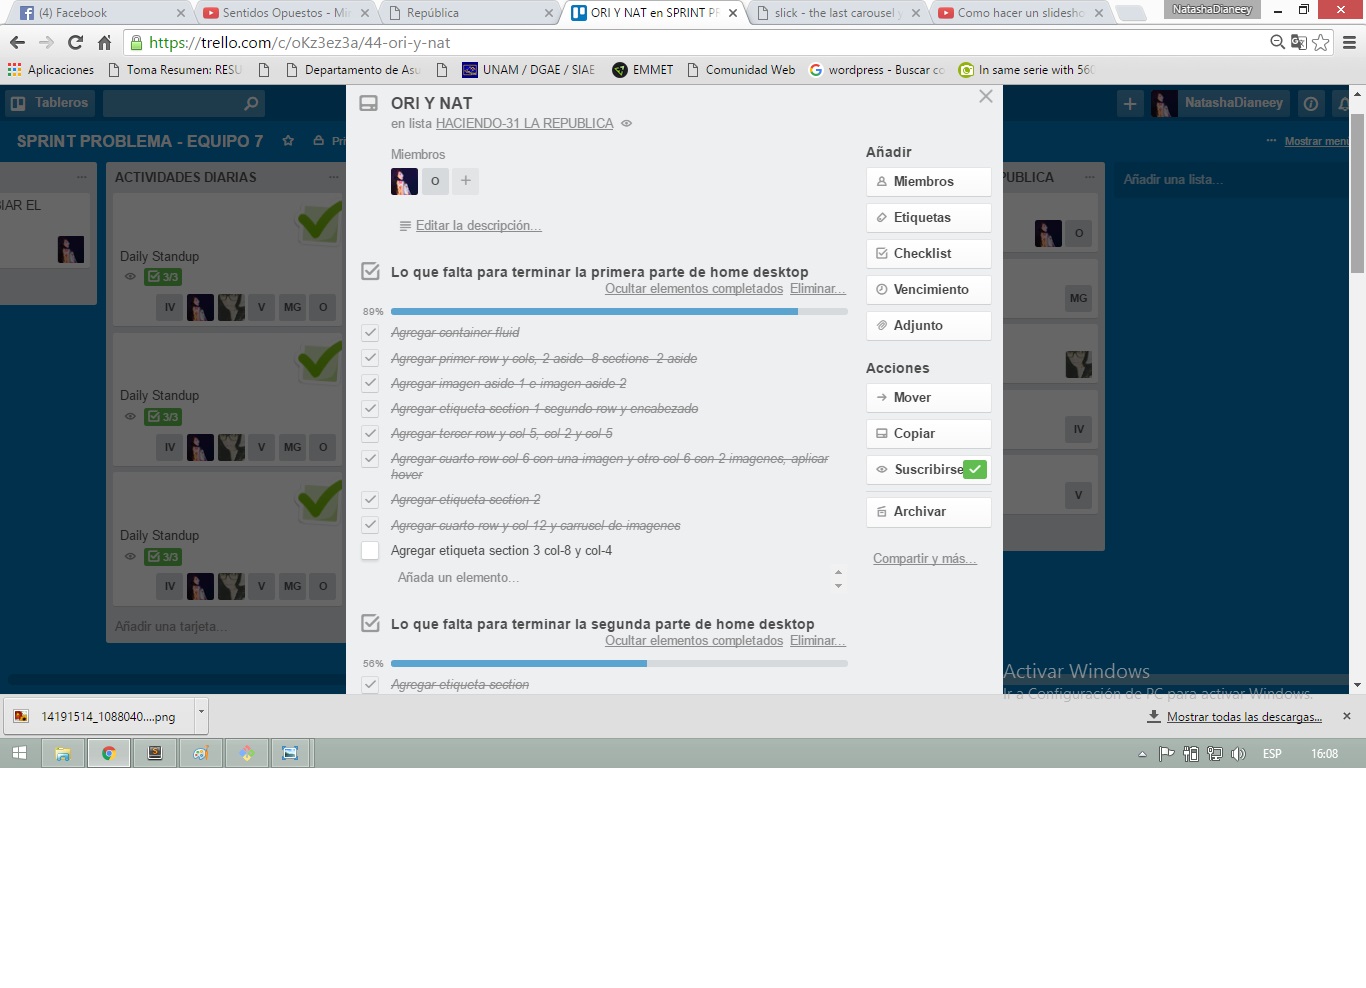 (4) Facebook
Sentidos Opuestos - Mi
República
ORI Y NAT en SPRINT PR
slick - the last carousel y
Como hacer un slidesho
NatashaDianeey
https://trello.com/c/oKz3ez3a/44-ori-y-nat
Aplicaciones
Toma Resumen: RESU
Departamento de Asu
UNAM / DGAE / SIAE
EMMET
Comunidad Web
wordpress - Buscar co
In same serie with 560
Tableros
NatashaDianeey
SPRINT PROBLEMA - EQUIPO 7
Pri
Mostrar menú
IAR EL
ACTIVIDADES DIARIAS
Daily Standup
3/3
IV
V
MG
O
Daily Standup
3/3
IV
V
MG
O
Daily Standup
3/3
IV
V
MG
O
Añadir una tarjeta...
ORI Y NAT
en lista HACIENDO-31 LA REPUBLICA
Miembros
O
Editar la descripción...
Lo que falta para terminar la primera parte de home desktop
Ocultar elementos completados Eliminar...
89%
Agregar container fluid
Agregar primer row y cols, 2 aside 8 sections 2 aside
Agregar imagen aside 1 e imagen aside 2
Agregar etiqueta section 1 segundo row y encabezado
Agregar tercer row y col 5, col 2 y col 5
Agregar cuarto row col 6 con una imagen y otro col 6 con 2 imagenes, aplicar
hover
Agregar etiqueta section 2
Agregar cuarto row y col 12 y carrusel de imagenes
Agregar etiqueta section 3 col-8 y col-4
Añada un elemento...
Lo que falta para terminar la segunda parte de home desktop
Ocultar elementos completados Eliminar...
56%
Agregar etiqueta section
Añadir
Miembros
Etiquetas
Checklist
Vencimiento
Adjunto
Acciones
Mover
Copiar
Suscribirse
Archivar
Compartir y más...
PUBLICA
O
MG
IV
V
Añadir una lista...
Activar Windows
Ir a Configuración de PC para activar Windows.
14191514_1088040....png
Mostrar todas las descargas...
ESP
16:08